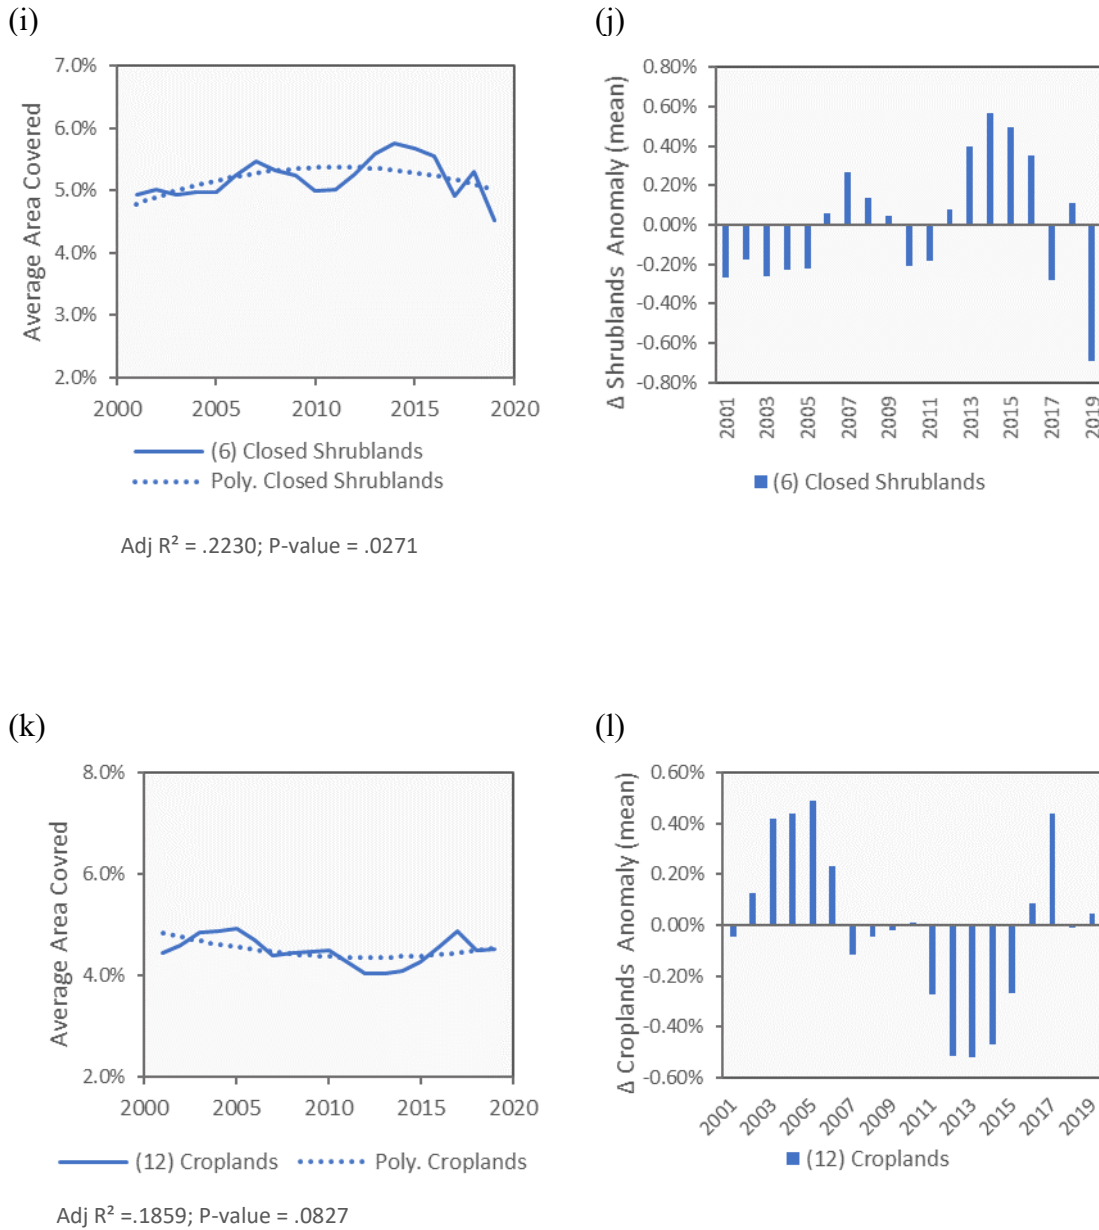 (i)
7.0%
6.0%
5.0%
4.0%
3.0%
2.0%
Average Area Covered
2000 2005 2010 2015 2020
(6) Closed Shrublands
Poly. Closed Shrublands
Adj R² = .2230; P-value = .0271
(j)
0.80%
0.60%
0.40%
0.20%
0.00%
-0.20%
-0.40%
-0.60%
-0.80%
Δ Shrublands Anomaly (mean)
2001 2003 2005 2007 2009 2011 2013 2015 2017 2019
(6) Closed Shrublands
(k)
8.0%
6.0%
4.0%
2.0%
Average Area Covred
2000 2005 2010 2015 2020
(12) Croplands Poly. Croplands
Adj R² =.1859; P-value = .0827
(l)
0.60%
0.40%
0.20%
0.00%
-0.20%
-0.40%
-0.60%
Δ Croplands Anomaly (mean)
2001 2003 2005 2007 2009 2011 2013 2015 2017 2019
(12) Croplands